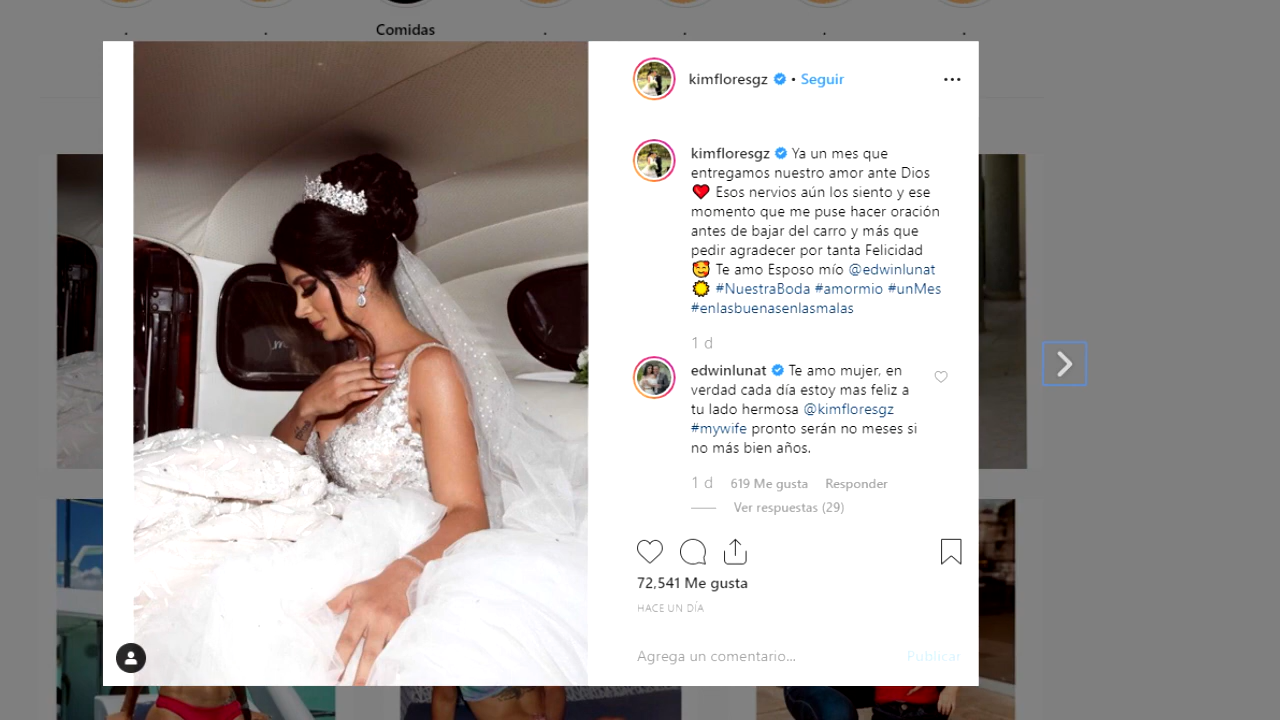 Comidas
kimfloresgz • Seguir
kimfloresgz Ya un mes que
entregamos nuestro amor ante Dios
❤️ Esos nervios aún los siento y ese
momento que me puse hacer oración
antes de bajar del carro y más que
pedir agradecer por tanta Felicidad
🥰 Te amo Esposo mío @edwinlunat
🌞 #NuestraBoda #amormio #unMes
#enlasbuenasenlasmalas
1 d
edwinlunat Te amo mujer, en
verdad cada día estoy mas feliz a
tu lado hermosa @kimfloresgz
#mywife pronto serán no meses si
no más bien años.
1 d 619 Me gusta Responder
Ver respuestas (29)
72,541 Me gusta
HACE UN DÍA
Agrega un comentario... Publicar